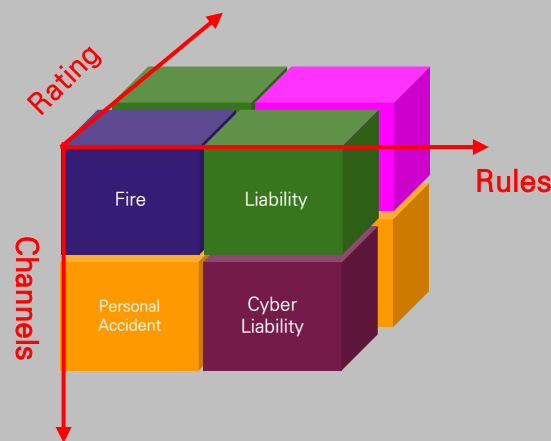 Rating
Rules
Fire
Liability
Channels
Personal
Accident
Cyber
Liability